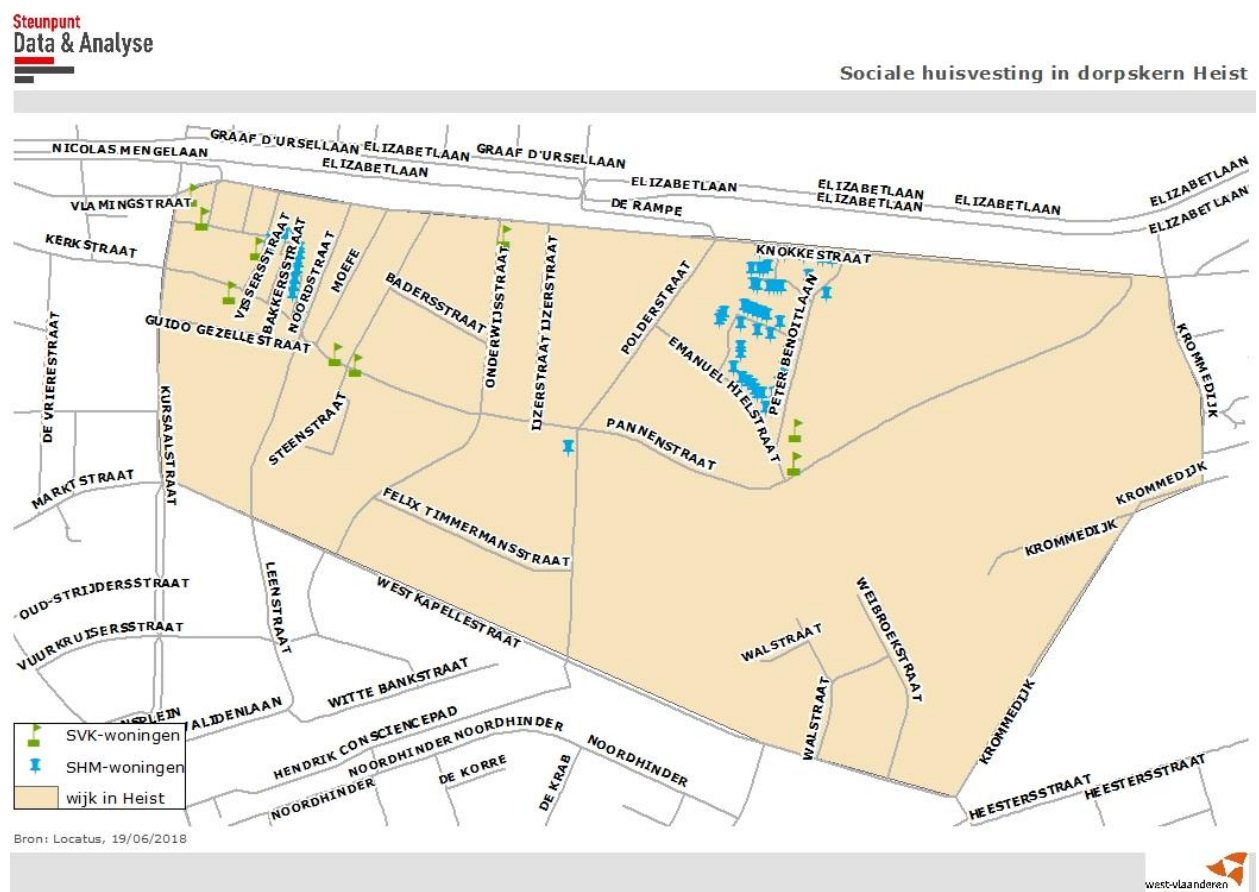 Steunpunt
Data & Analyse
Sociale huisvesting in dorpskern Heist
GRAAF D'URSELLAAN
ELIZABETLAAN
GRAAF D'URSELLAAN
NICOLAS MENGELAAN
ELIZABETLAAN
ELIZABETLAAN
ELIZABETLAAN
ELIZABETLAAN
ELIZABETLAAN
ELIZABETLAAN
ELIZABETLAAN
VLAMINGSTRAAT
DE RAMPE
KERKSTRAAT
KNOKKESTRAAT
VISSERSSTRAAT
BAKKERSSTRAAT
NOORDSTRAAT
MOEFE
BADERSSTRAAT
ONDERWIJSSTRAAT
IJZERSTRAAT
IJZERSTRAAT
POLDERSTRAAT
PETER BENOITLAAN
EMANUEL HIELSTRAAT
GUIDO GEZELLESTRAAT
DE VRIERESTRAAT
KURSAALSTRAAT
STEENSTRAAT
PANNENSTRAAT
KROMMEDIJK
MARKTSTRAAT
KROMMEDIJK
KROMMEDIJK
FELIX TIMMERMANSSTRAAT
OUD-STRIJDERSSTRAAT
LEENSTRAAT
WESTKAPELLESTRAAT
WEIBROEKSTRAAT
VUURKRUISERSSTRAAT
WALSTRAAT
WALSTRAAT
KROMMEDIJK
WITTE BANKSTRAAT
HENDRIK CONSCIENCEPAD
NOORDHINDER
NOORDHINDER
NOORDHINDER
NOORDHINDER
DE KORRE
DE KRAB
HEESTERSSTRAAT
HEESTERSSTRAAT
SVK-woningen
SHM-woningen
wijk in Heist
Bron: Locatus, 19/06/2018
west-vlaanderen